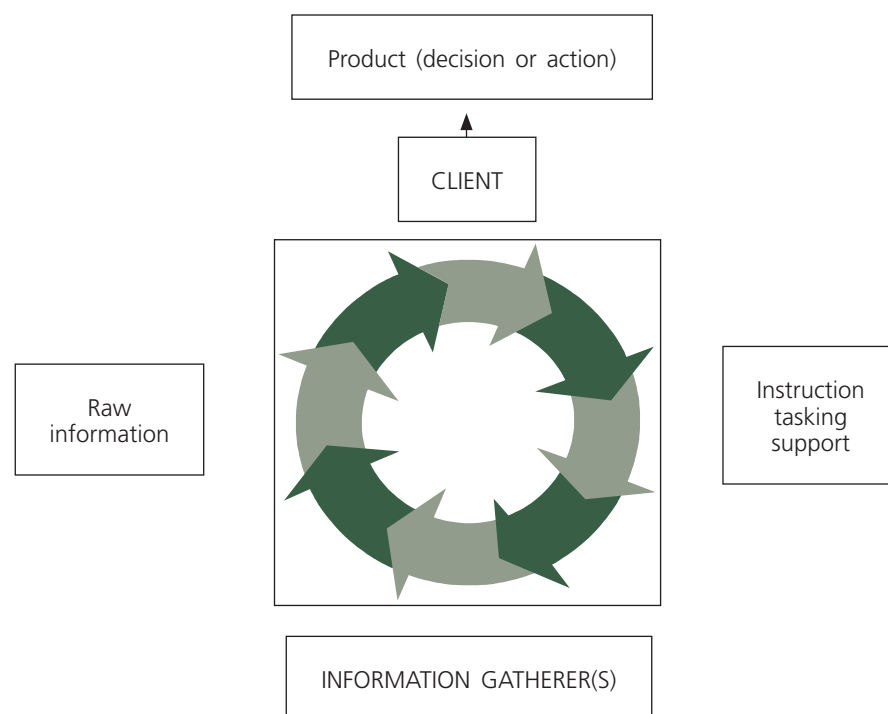 Product (decision or action)
CLIENT
Raw
information
Instruction
tasking
support
INFORMATION GATHERER(S)